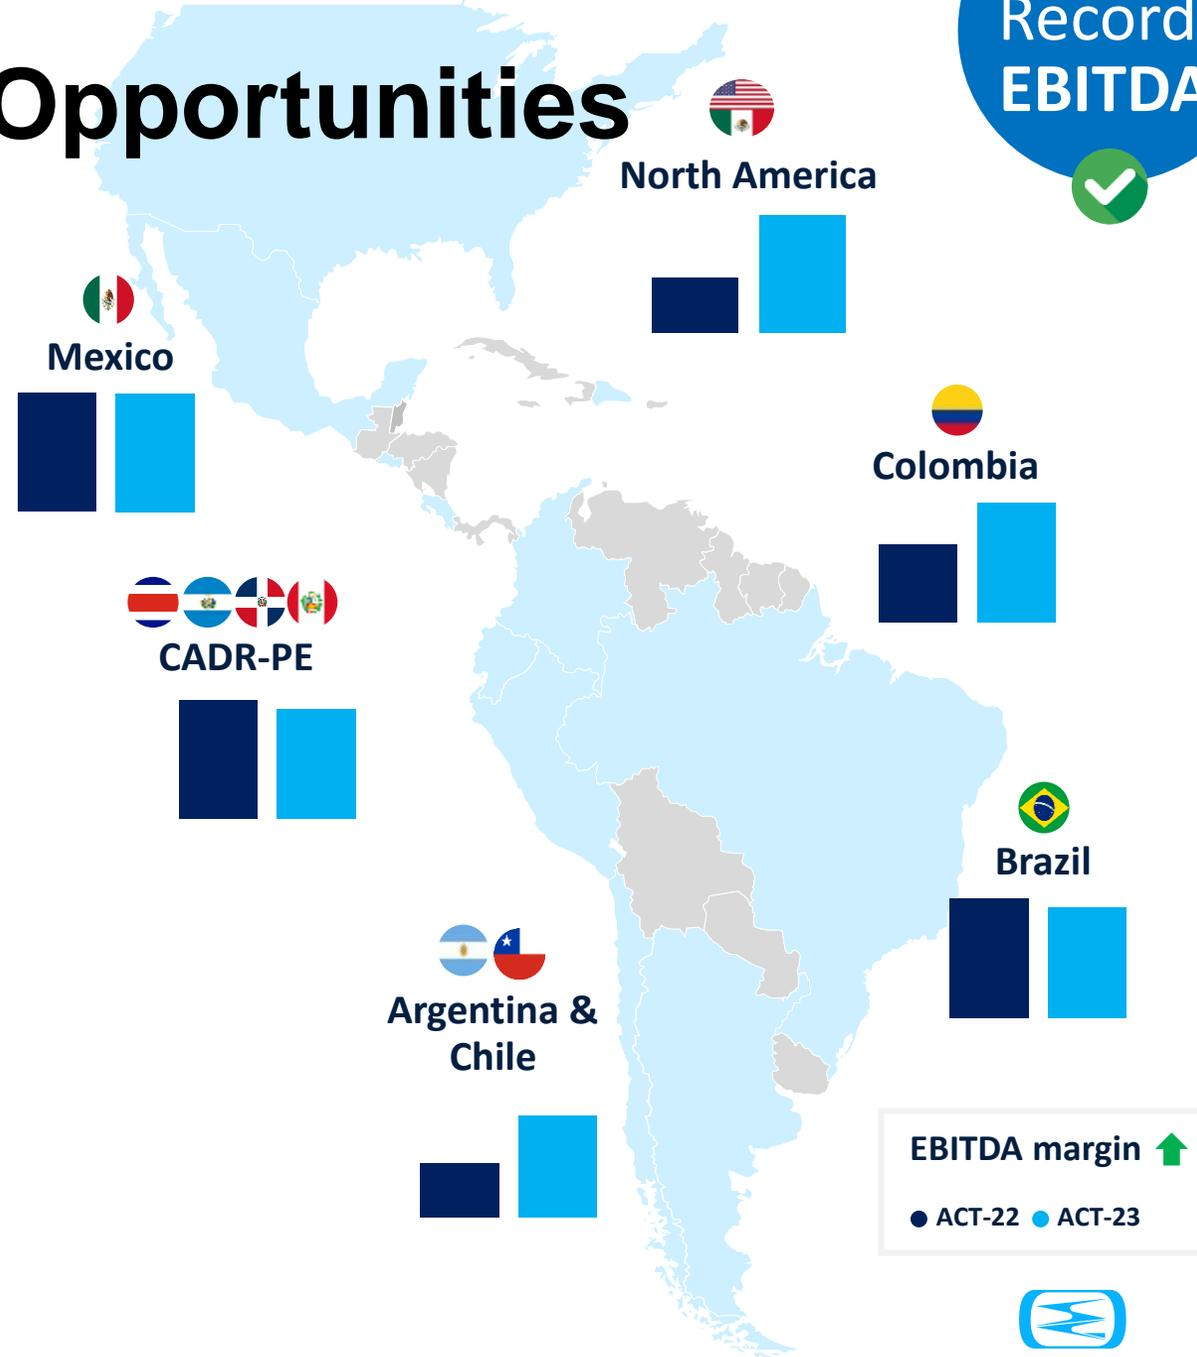 Record
EBITDA
Opportunities
North America
Mexico
Colombia
CADR-PE
Brazil
Argentina &
Chile
EBITDA margin
ACT-22 ACT-23